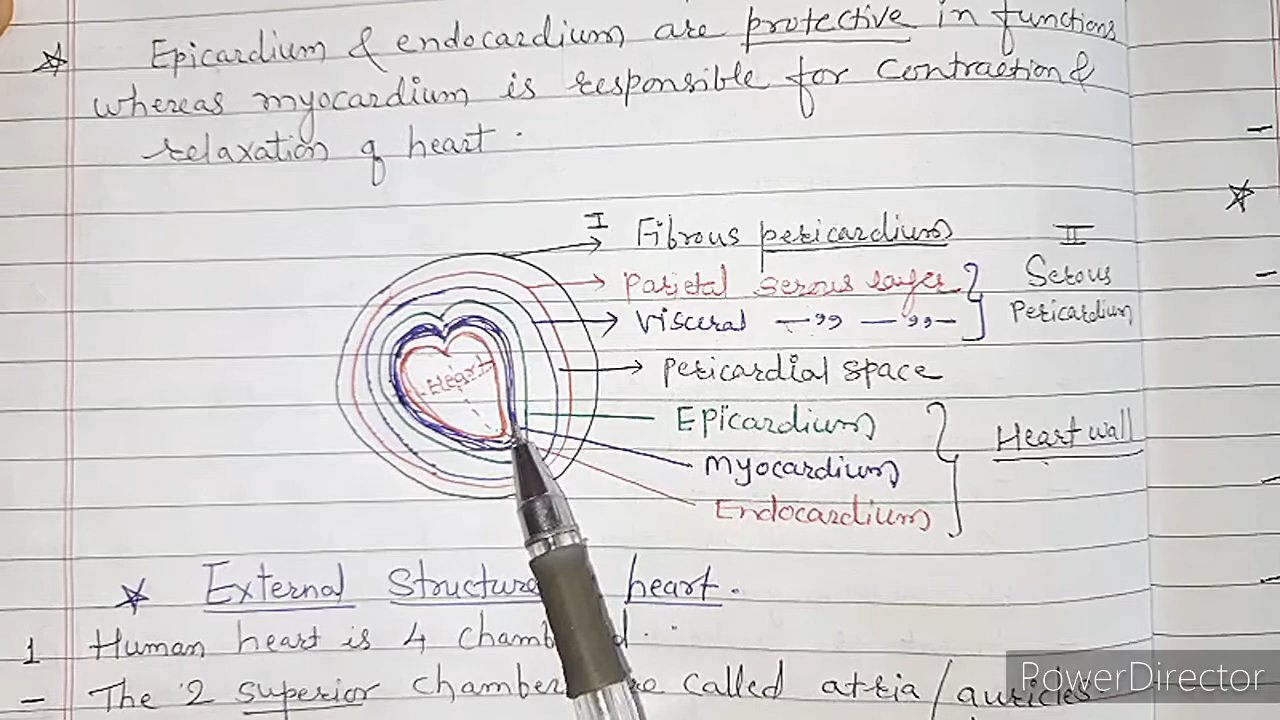 Epicardium & endocardium are protective in functions
whereas myocardium is responsible for contraction &
relaxation of heart.
I Fibrous pericardium
II
Parietal serous layer
Serous
Visceral —"— —"—
Pericardium
Heart
Pericardial space
Epicardium
Heart wall
Myocardium
Endocardium
External Structure heart.
1 Human heart is 4 chamb
- The 2 superior chamber called atria / auricles.
PowerDirector